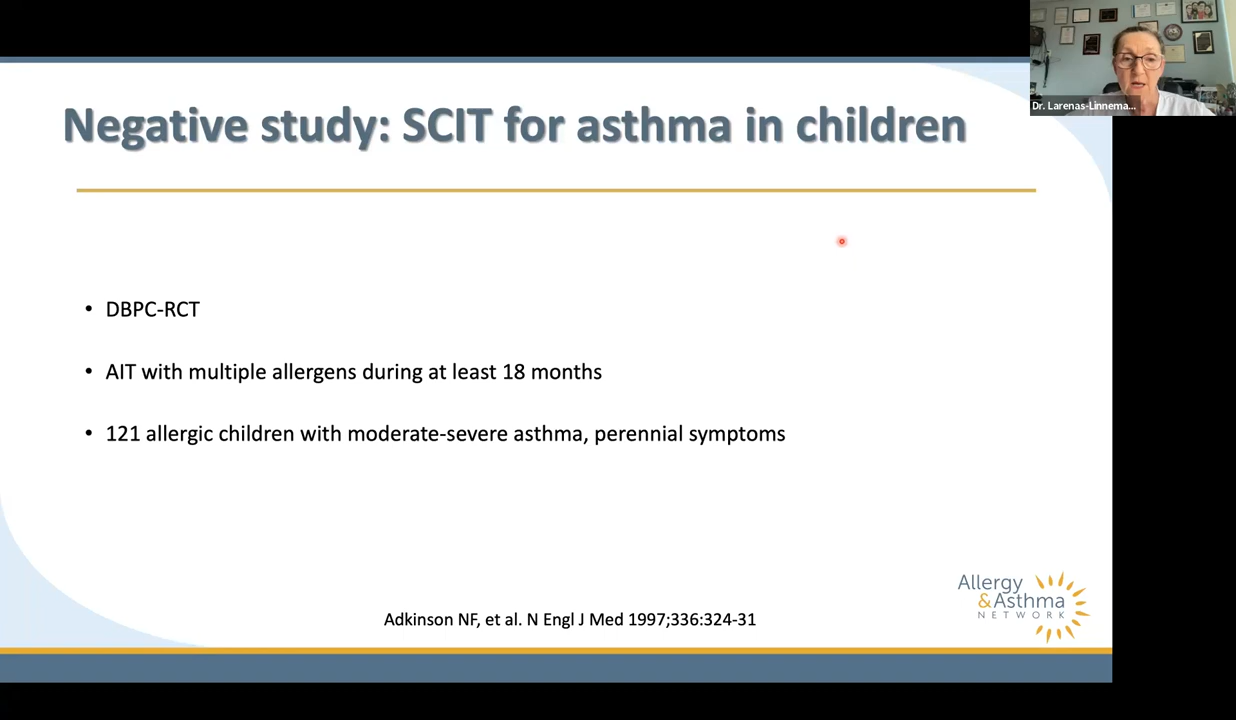 Dr. Larenas-Linnema...
Negative study: SCIT for asthma in children
• DBPC-RCT
• AIT with multiple allergens during at least 18 months
• 121 allergic children with moderate-severe asthma, perennial symptoms
Adkinson NF, et al. N Engl J Med 1997;336:324-31
Allergy
&Asthma
NETWORK